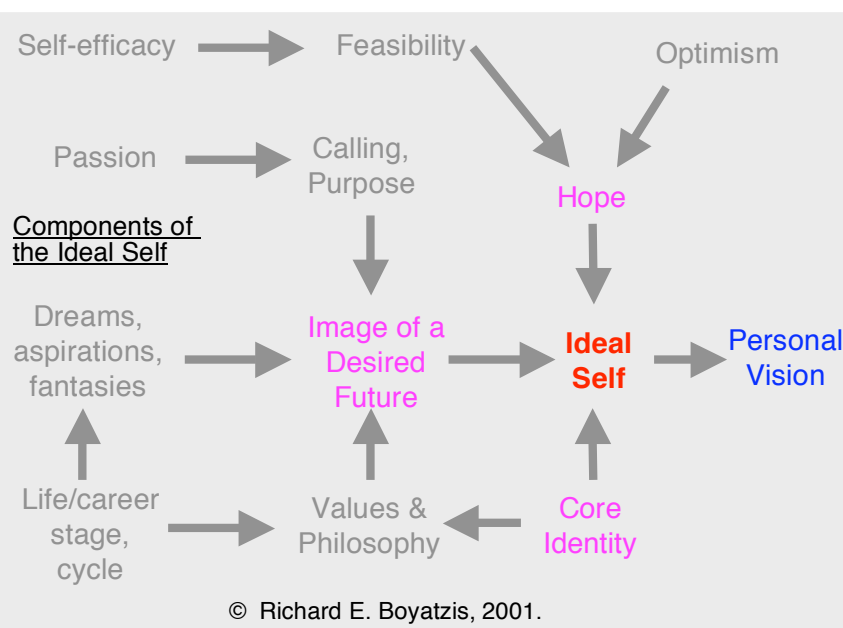 Self-efficacy
Feasibility
Optimism
Passion
Calling,
Purpose
Hope
Components of
the Ideal Self
Dreams,
aspirations,
fantasies
Image of a
Desired
Future
Ideal
Self
Personal
Vision
Life/career
stage,
cycle
Values &
Philosophy
Core
Identity
© Richard E. Boyatzis, 2001.